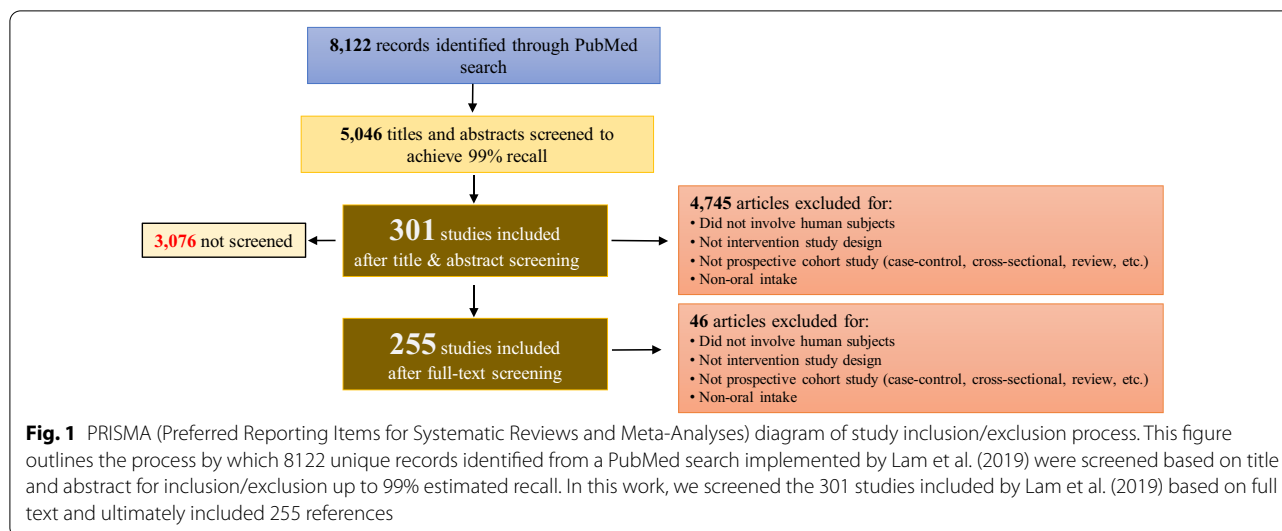 8,122 records identified through PubMed
search
5,046 titles and abstracts screened to
achieve 99% recall
3,076 not screened
301 studies included
after title & abstract screening
4,745 articles excluded for:
• Did not involve human subjects
• Not intervention study design
• Not prospective cohort study (case-control, cross-sectional, review, etc.)
• Non-oral intake
255 studies included
after full-text screening
46 articles excluded for:
• Did not involve human subjects
• Not intervention study design
• Not prospective cohort study (case-control, cross-sectional, review, etc.)
• Non-oral intake
Fig. 1 PRISMA (Preferred Reporting Items for Systematic Reviews and Meta-Analyses) diagram of study inclusion/exclusion process. This figure
outlines the process by which 8122 unique records identified from a PubMed search implemented by Lam et al. (2019) were screened based on title
and abstract for inclusion/exclusion up to 99% estimated recall. In this work, we screened the 301 studies included by Lam et al. (2019) based on full
text and ultimately included 255 references